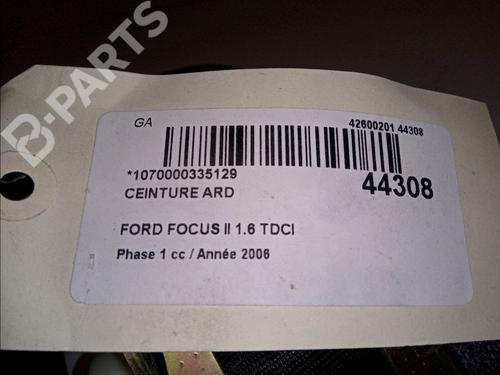 B-PARTS
GA
42600201 44308
*1070000335129
44308
CEINTURE ARD
FORD FOCUS II 1.6 TDCI
Phase 1 cc / Année 2006